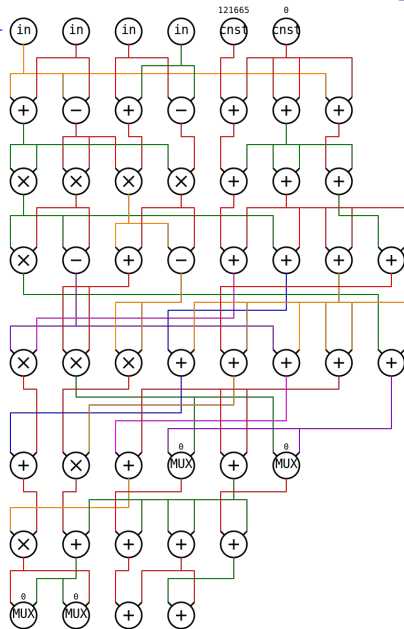 121665 0
in in in in cnst cnst
+ − + − + + +
× × × × + + +
× − + − + + + +
× × × + + + + +
0 0
+ × + MUX + MUX
× + + + +
0 0
MUX MUX + +